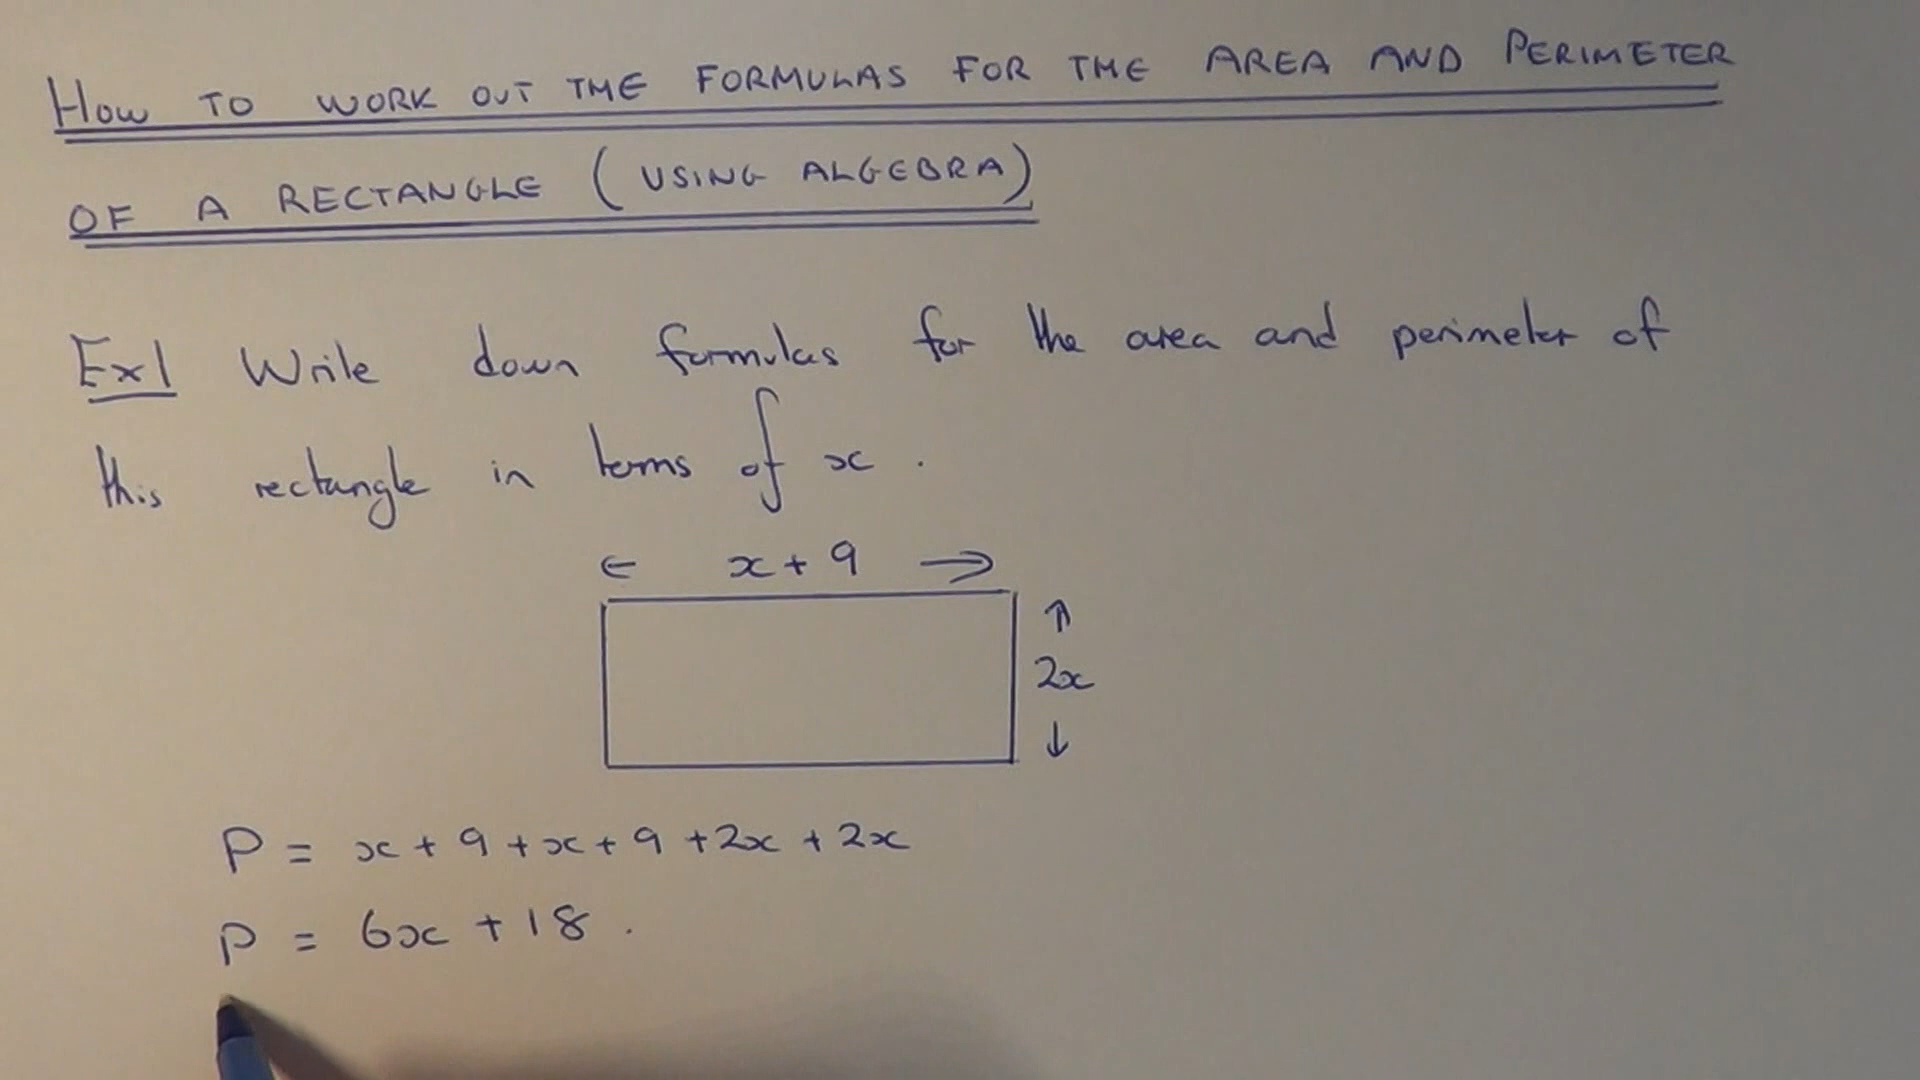 HOW TO WORK OUT THE FORMULAS FOR THE AREA AND PERIMETER
OF A RECTANGLE (USING ALGEBRA)
Ex1 Write down formulas for the area and perimeter of
this rectangle in terms of x.
← x + 9 →
↑
2x
↓
P = x + 9 + x + 9 + 2x + 2x
P = 6x + 18.